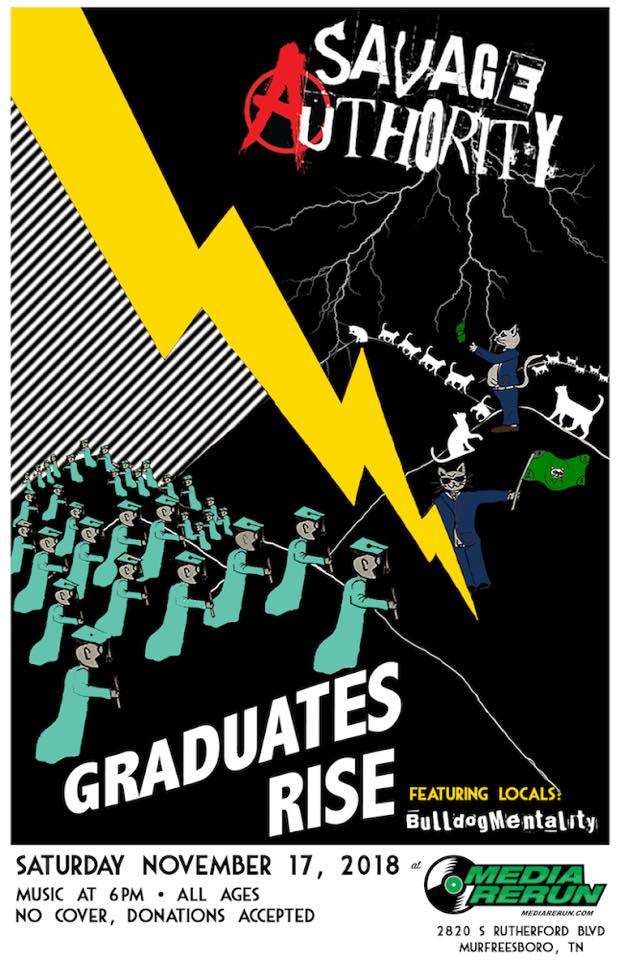 SAVAGE
AUTHORITY
GRADUATES
RISE
FEATURING LOCALS:
BulldogMentality
SATURDAY NOVEMBER 17, 2018 at
MUSIC AT 6PM • ALL AGES
NO COVER, DONATIONS ACCEPTED
MEDIA
RERUN
MEDIARERUN.COM
2820 S RUTHERFORD BLVD
MURFREESBORO, TN